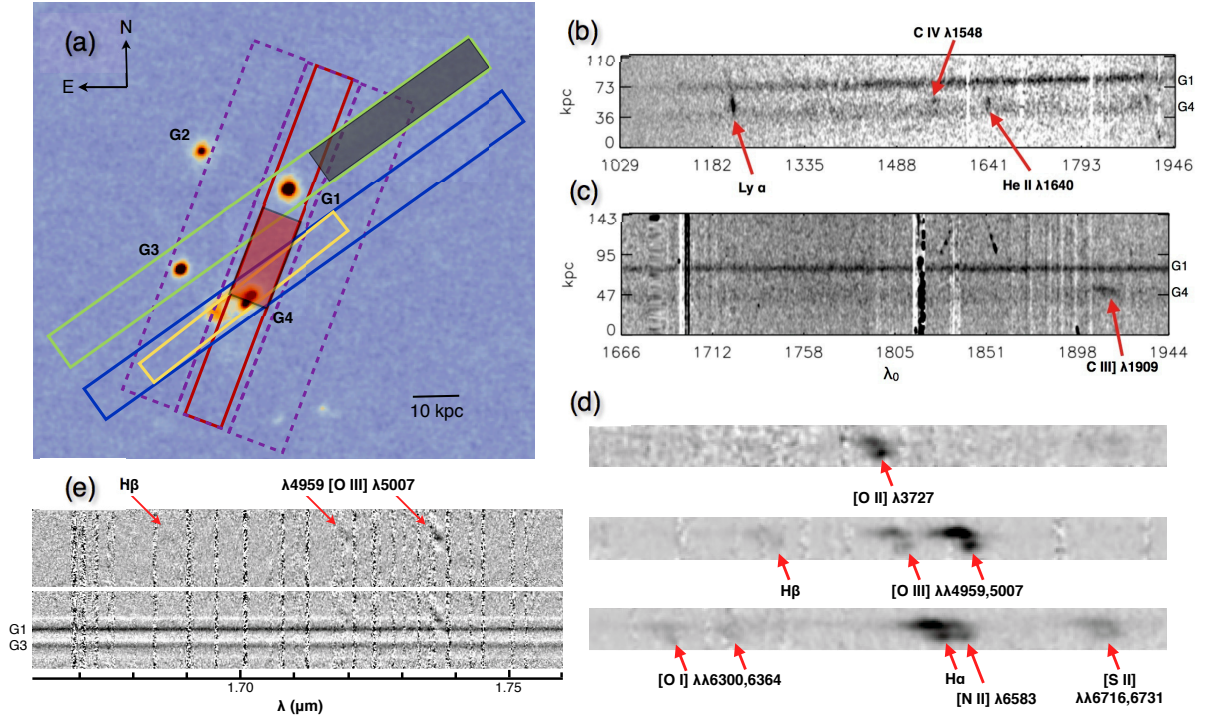 (a)
N
E
G2
G1
G3
G4
10 kpc
(b)
C IV λ1548
110
73
36
0
kpc
G1
G4
1029 1182 1335 1488 1641 1793 1946
Ly α
He II λ1640
(c)
143
95
47
0
kpc
G1
G4
1666 1712 1758 1805 1851 1898 1944
λ0
C III] λ1909
(d)
[O II] λ3727
Hβ
[O III] λλ4959,5007
[O I] λλ6300,6364
Hα
[N II] λ6583
[S II]
λλ6716,6731
(e)
Hβ
λ4959 [O III] λ5007
G1
G3
1.70 1.75
λ (μm)